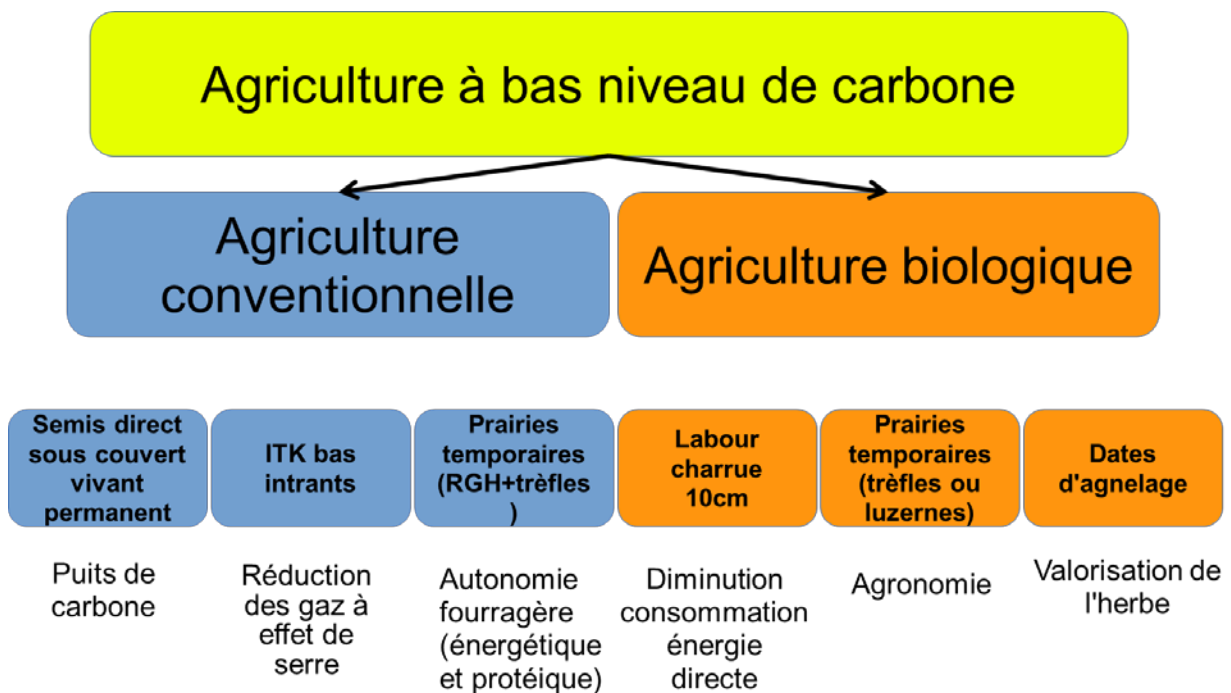 Agriculture à bas niveau de carbone
Agriculture
conventionnelle
Agriculture biologique
Semis direct
sous couvert
vivant
permanent
ITK bas
intrants
Prairies
temporaires
(RGH+trèfles
)
Labour
charrue
10cm
Prairies
temporaires
(trèfles ou
luzernes)
Dates
d'agnelage
Puits de
carbone
Réduction
des gaz à
effet de
serre
Autonomie
fourragère
(énergétique
et protéique)
Diminution
consommation
énergie
directe
Agronomie
Valorisation de
l'herbe